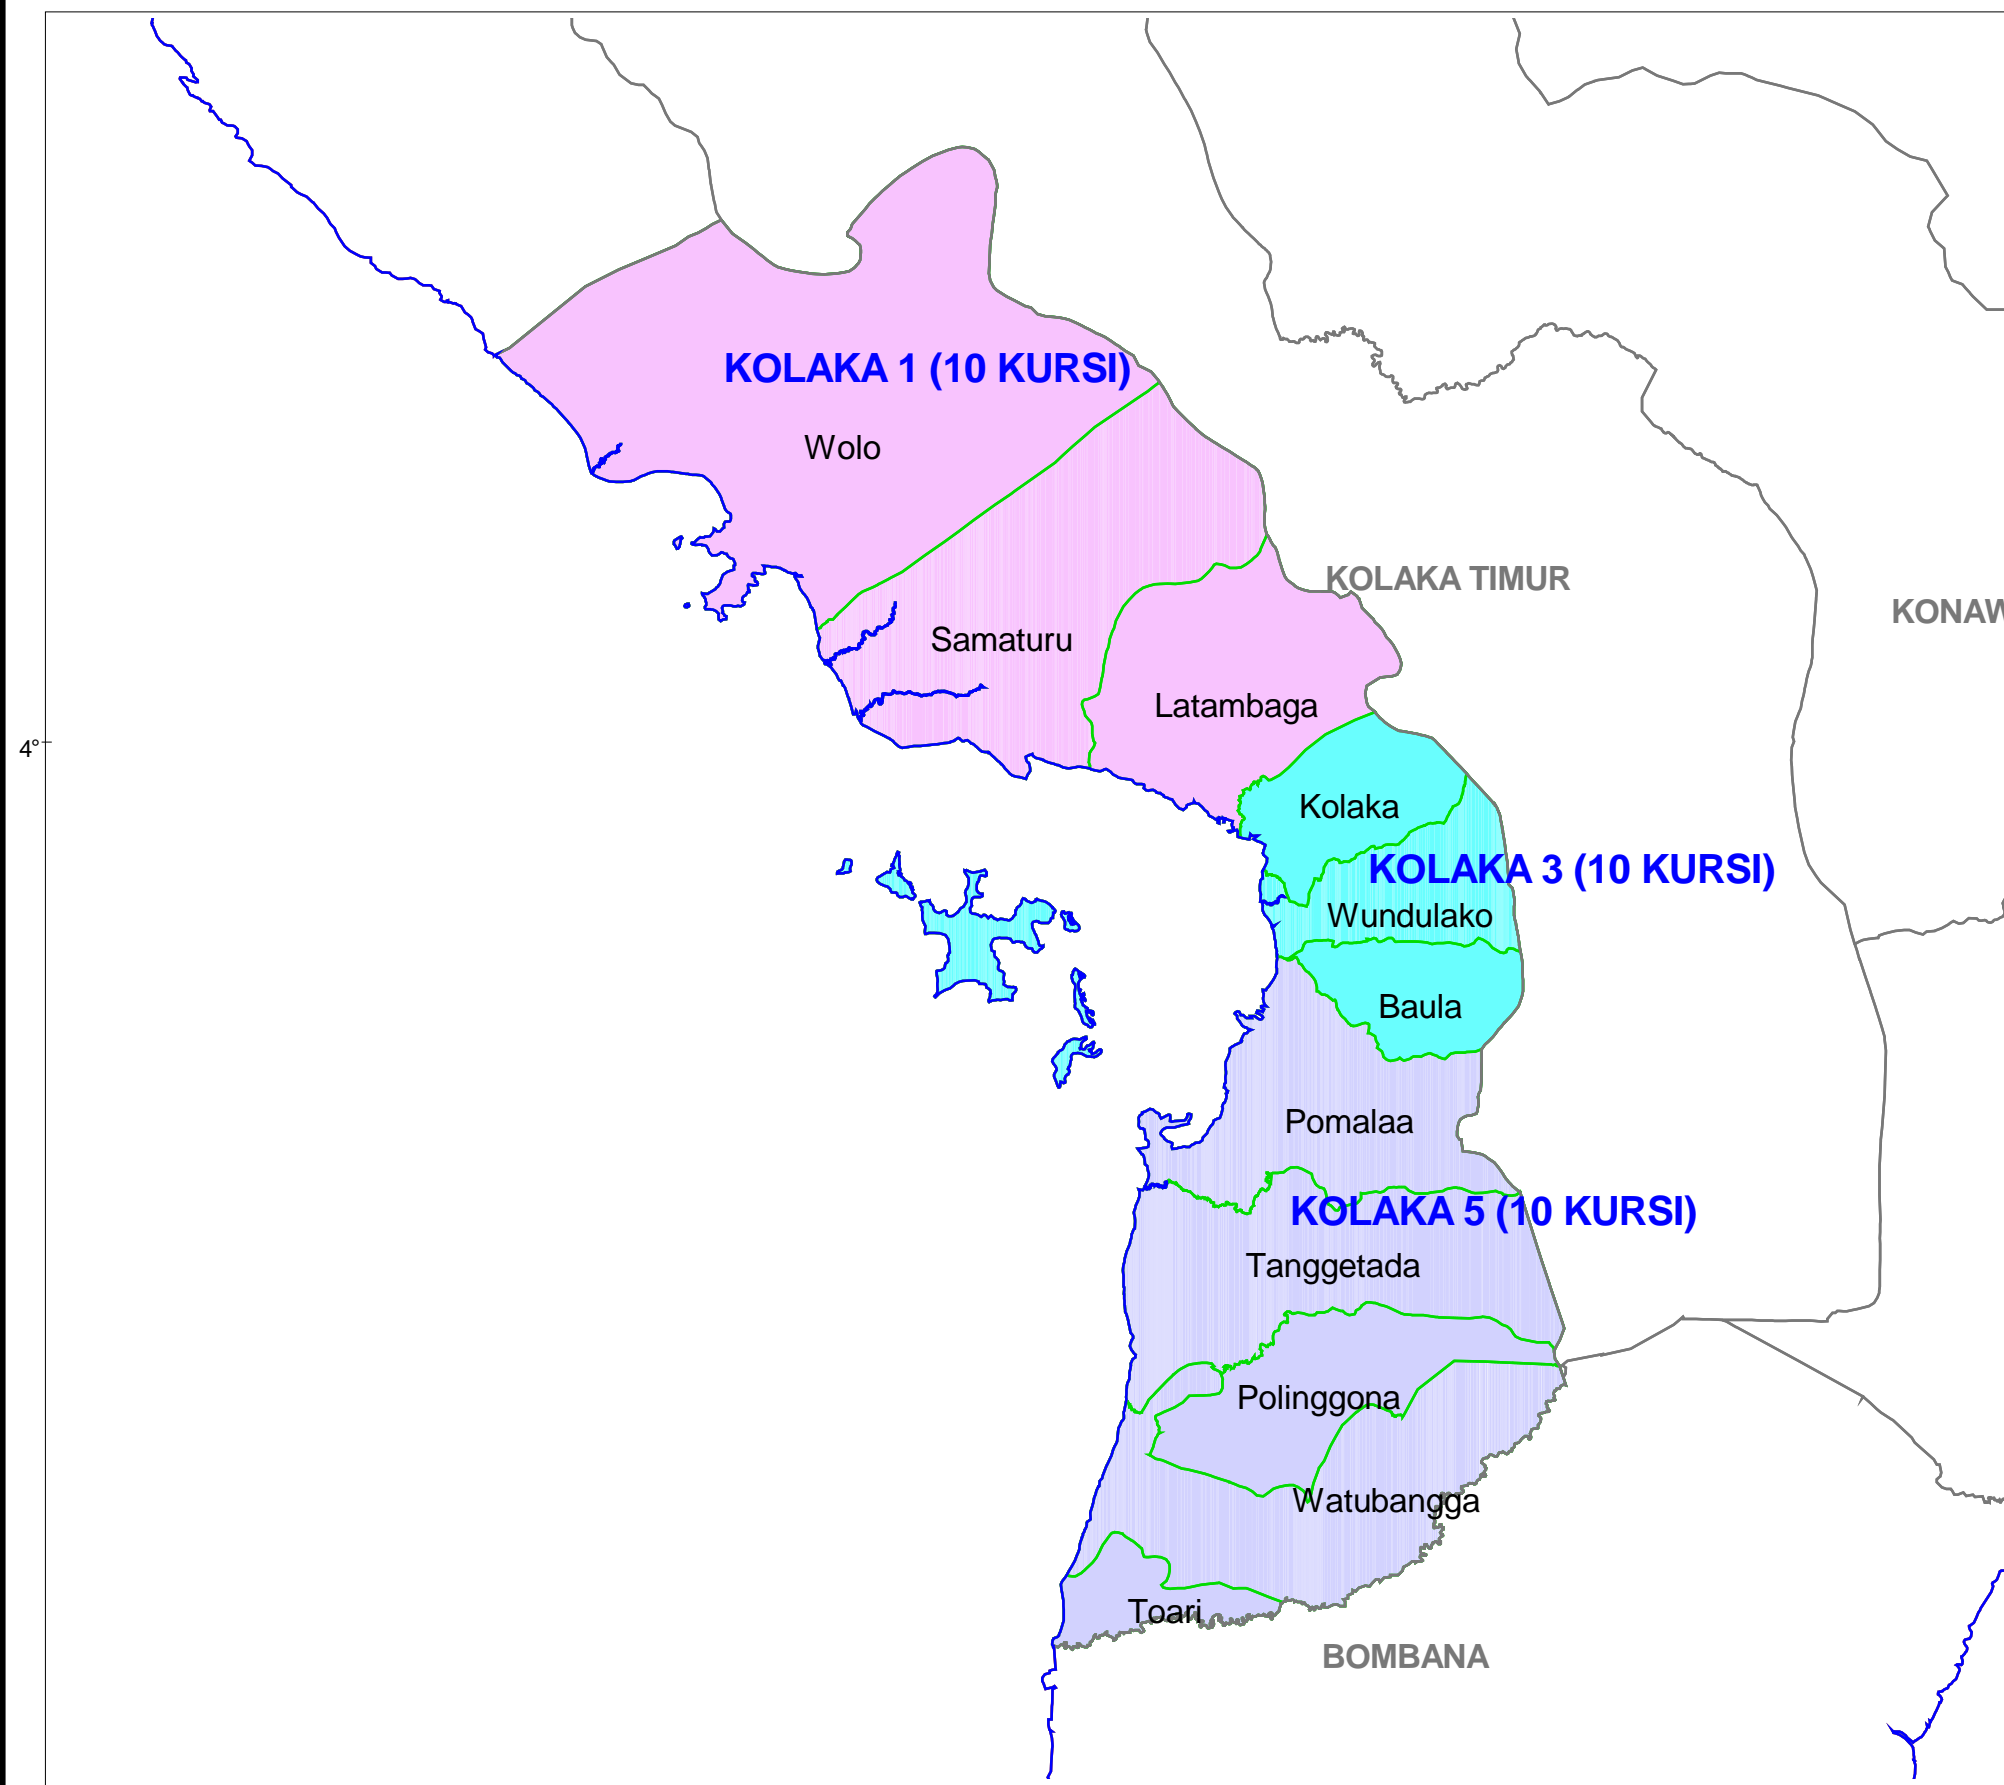 KOLAKA 1 (10 KURSI)
Wolo
KOLAKA TIMUR
KONAW
Samaturu
Latambaga
4°
Kolaka
KOLAKA 3 (10 KURSI)
Wundulako
Baula
Pomalaa
KOLAKA 5 (10 KURSI)
Tanggetada
Polinggona
Watubangga
Toari
BOMBANA